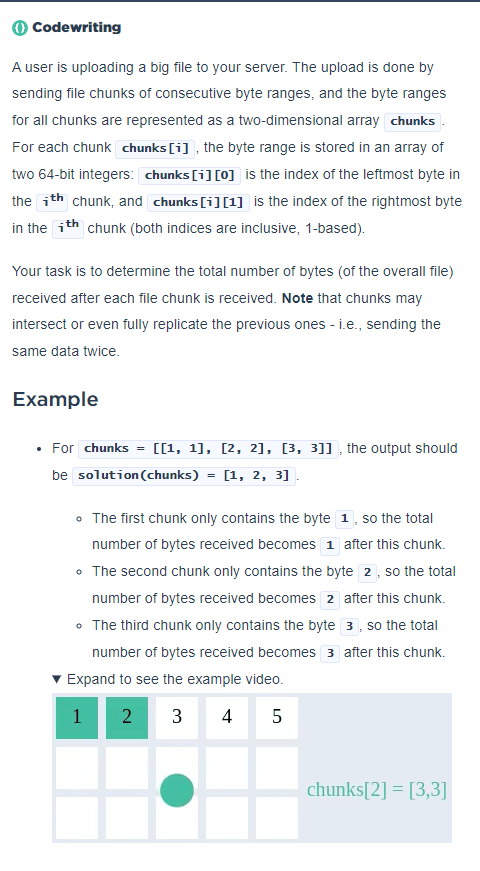 Codewriting
A user is uploading a big file to your server. The upload is done by
sending file chunks of consecutive byte ranges, and the byte ranges
for all chunks are represented as a two-dimensional array chunks.
For each chunk chunks[i], the byte range is stored in an array of
two 64-bit integers: chunks[i][0] is the index of the leftmost byte in
the ith chunk, and chunks[i][1] is the index of the rightmost byte
in the ith chunk (both indices are inclusive, 1-based).
Your task is to determine the total number of bytes (of the overall file)
received after each file chunk is received. Note that chunks may
intersect or even fully replicate the previous ones - i.e., sending the
same data twice.
Example
• For chunks = [[1, 1], [2, 2], [3, 3]], the output should
be solution(chunks) = [1, 2, 3].
◦ The first chunk only contains the byte 1, so the total
number of bytes received becomes 1 after this chunk.
◦ The second chunk only contains the byte 2, so the total
number of bytes received becomes 2 after this chunk.
◦ The third chunk only contains the byte 3, so the total
number of bytes received becomes 3 after this chunk.
▼ Expand to see the example video.
1 2 3 4 5
chunks[2] = [3,3]